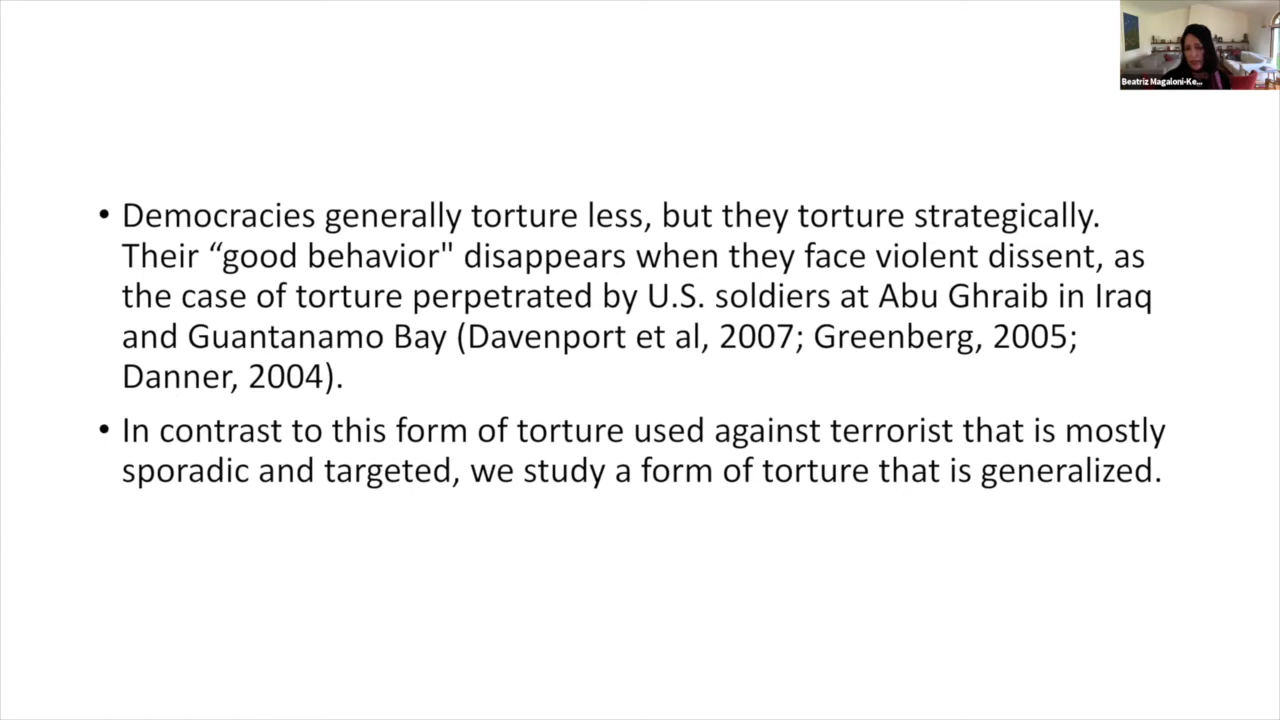 Beatriz Magaloni-Ke...
• Democracies generally torture less, but they torture strategically.
Their “good behavior" disappears when they face violent dissent, as
the case of torture perpetrated by U.S. soldiers at Abu Ghraib in Iraq
and Guantanamo Bay (Davenport et al, 2007; Greenberg, 2005;
Danner, 2004).
• In contrast to this form of torture used against terrorist that is mostly
sporadic and targeted, we study a form of torture that is generalized.